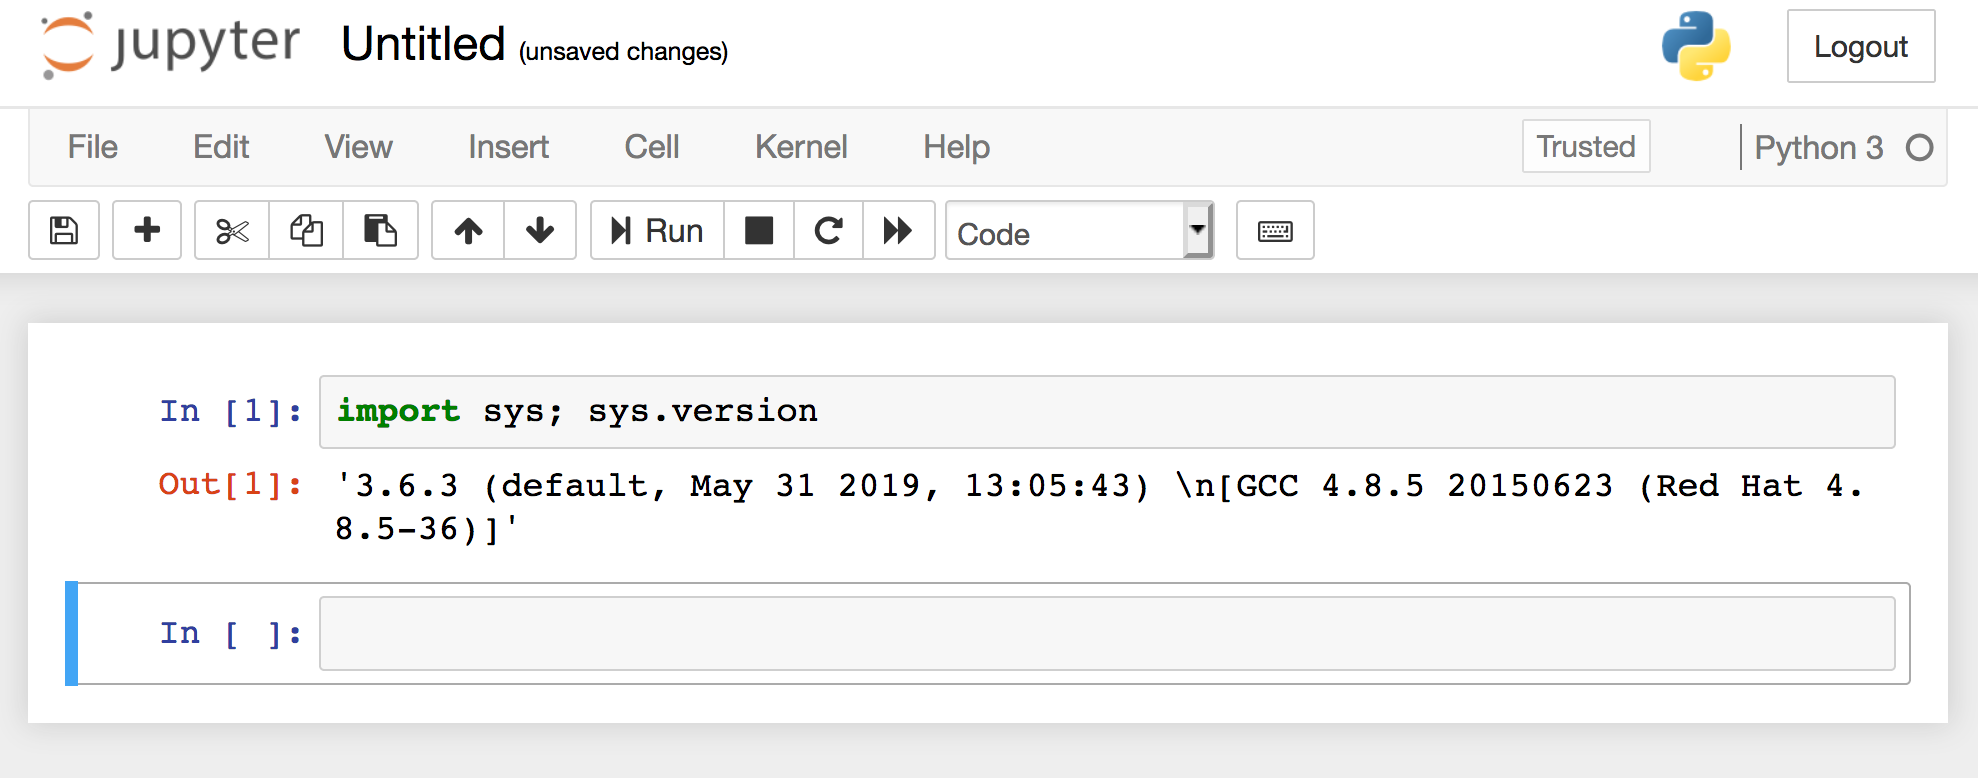 jupyter Untitled (unsaved changes) Logout
File Edit View Insert Cell Kernel Help Trusted Python 3
Run Code
In [1]: import sys; sys.version
Out[1]: '3.6.3 (default, May 31 2019, 13:05:43) \n[GCC 4.8.5 20150623 (Red Hat 4.
8.5-36)]'
In [ ]: